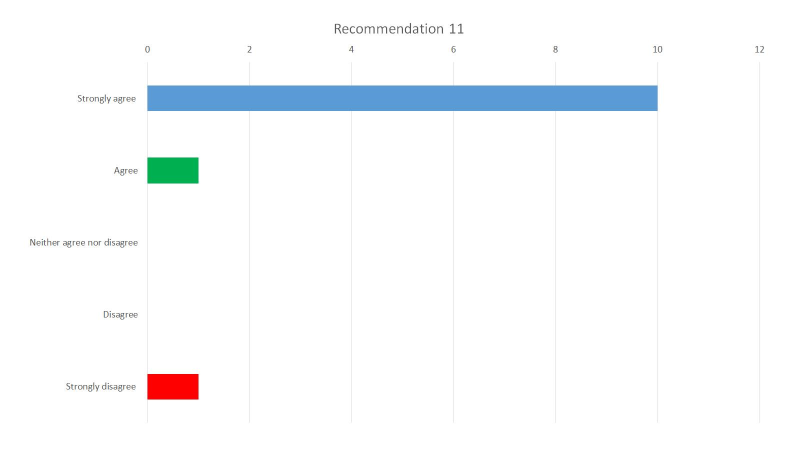 Recommendation 11
0 2 4 6 8 10 12
Strongly agree
Agree
Neither agree nor disagree
Disagree
Strongly disagree